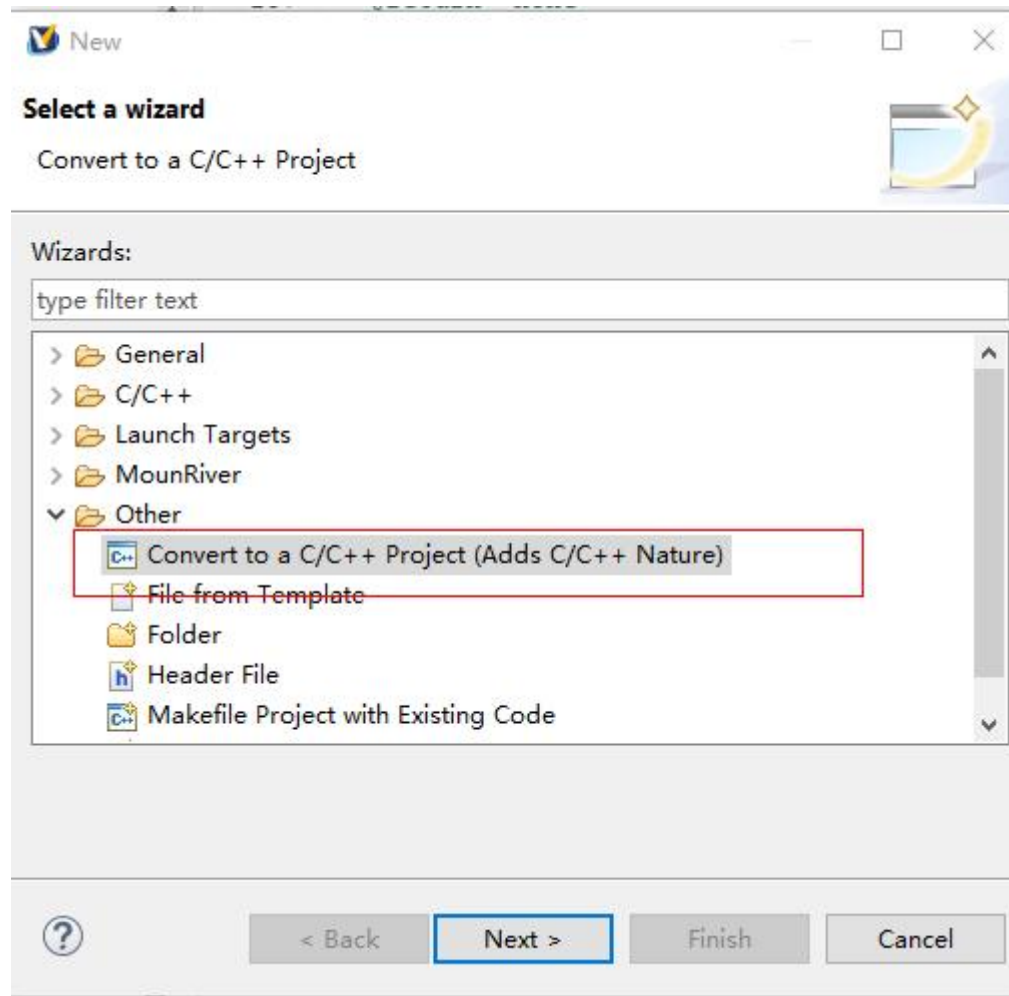 New
Select a wizard
Convert to a C/C++ Project
Wizards:
type filter text
General
C/C++
Launch Targets
MounRiver
Other
C++ Convert to a C/C++ Project (Adds C/C++ Nature)
File from Template
Folder
h Header File
C++ Makefile Project with Existing Code
?
< Back
Next >
Finish
Cancel